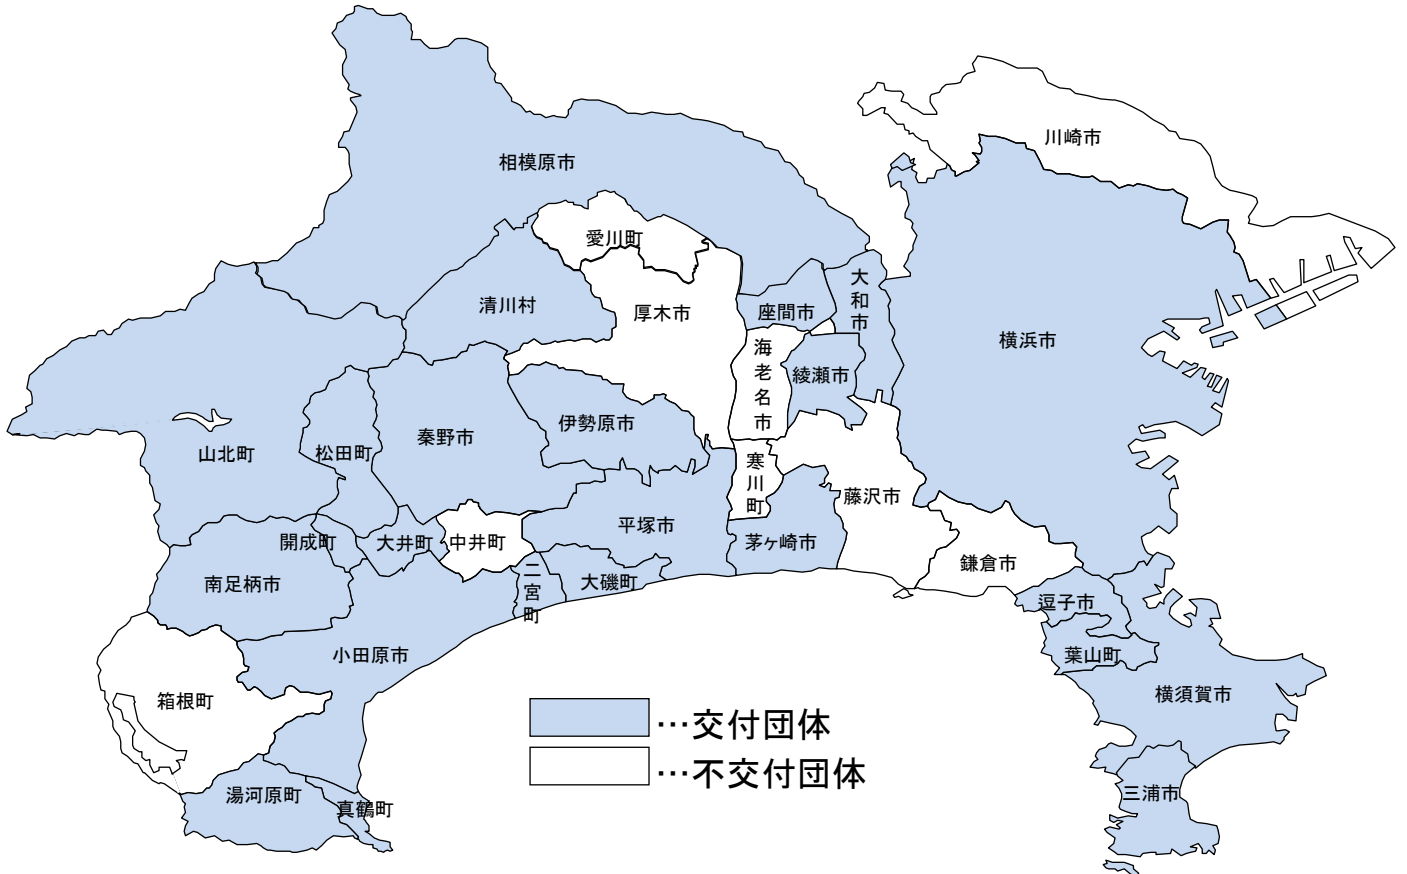 川崎市
相模原市
愛川町
清川村
厚木市
座間市
大和市
横浜市
海老名市
綾瀬市
伊勢原市
秦野市
松田町
山北町
寒川町
藤沢市
平塚市
茅ヶ崎市
開成町
大井町
中井町
鎌倉市
南足柄市
二宮町
大磯町
逗子市
小田原市
葉山町
横須賀市
箱根町
湯河原町
真鶴町
三浦市
…交付団体
…不交付団体